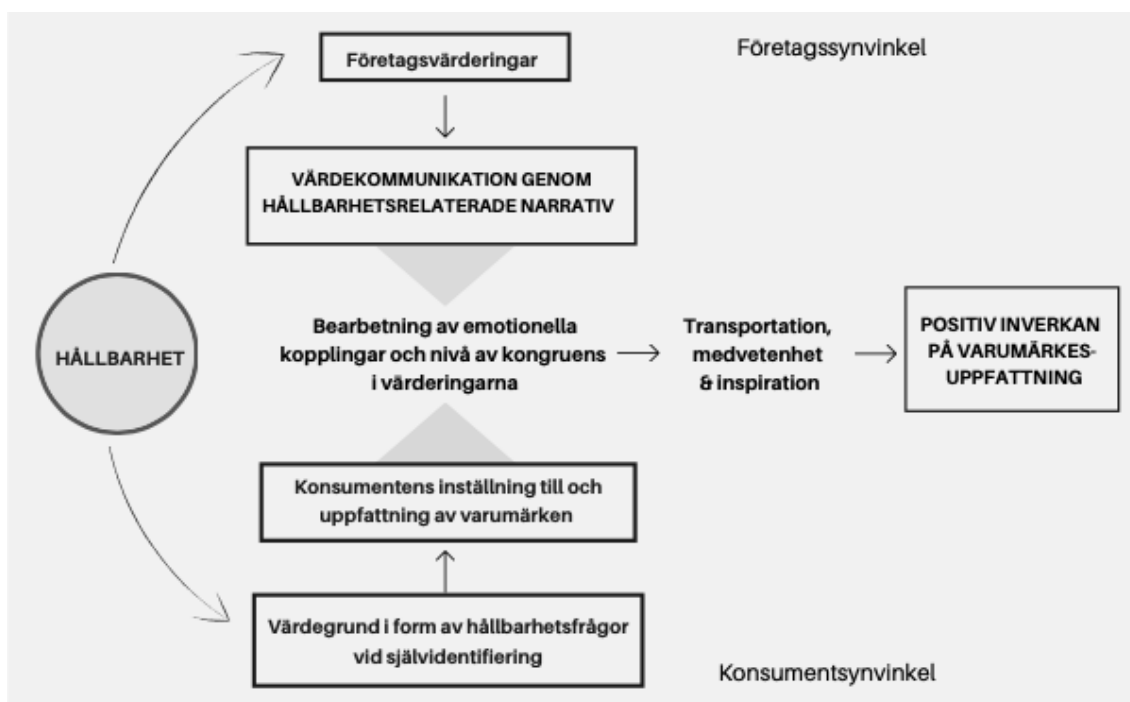 Företagssynvinkel
Företagsvärderingar
VÄRDEKOMMUNIKATION GENOM
HÅLLBARHETSRELATERADE NARRATIV
HÅLLBARHET
Bearbetning av emotionella
kopplingar och nivå av kongruens
i värderingarna
Transportation,
medvetenhet
& inspiration
POSITIV INVERKAN
PÅ VARUMÄRKES-
UPPFATTNING
Konsumentens inställning till och
uppfattning av varumärken
Värdegrund i form av hållbarhetsfrågor
vid självidentifiering
Konsumentsynvinkel